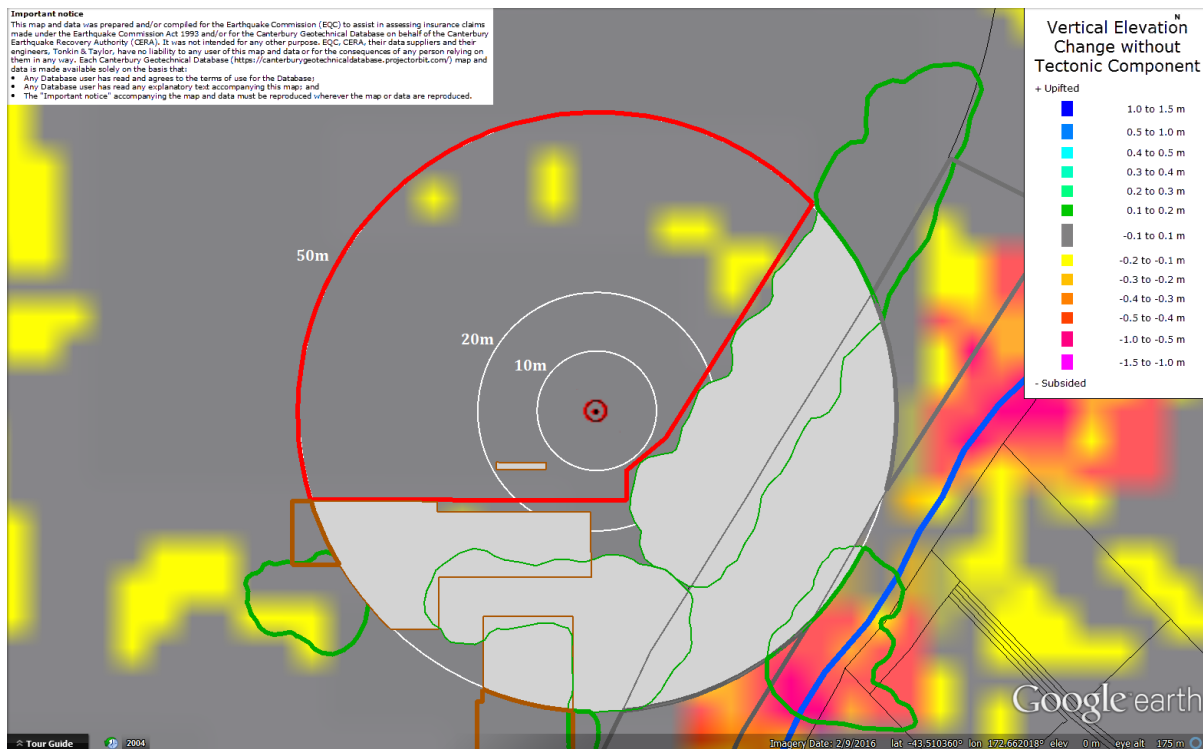 Important notice
This map and data was prepared and/or compiled for the Earthquake Commission (EQC) to assist in assessing insurance claims
made under the Earthquake Commission Act 1993 and/or for the Canterbury Geotechnical Database on behalf of the Canterbury
Earthquake Recovery Authority (CERA). It was not intended for any other purpose. EQC, CERA, their data suppliers and their
engineers, Tonkin & Taylor, have no liability to any user of this map and data or for the consequences of any person relying on
them in any way. Each Canterbury Geotechnical Database (https://canterburygeotechnicaldatabase.projectorbit.com/) map and
data is made available solely on the basis that:
• Any Database user has read and agrees to the terms of use for the Database;
• Any Database user has read any explanatory text accompanying this map; and
• The "Important notice" accompanying the map and data must be reproduced wherever the map or data are reproduced.
N
Vertical Elevation
Change without
Tectonic Component
+ Upifted
1.0 to 1.5 m
0.5 to 1.0 m
0.4 to 0.5 m
0.3 to 0.4 m
0.2 to 0.3 m
0.1 to 0.2 m
-0.1 to 0.1 m
-0.2 to -0.1 m
-0.3 to -0.2 m
-0.4 to -0.3 m
-0.5 to -0.4 m
-1.0 to -0.5 m
-1.5 to -1.0 m
- Subsided
50m
20m
10m
Google earth
Tour Guide
2004
Imagery Date: 2/9/2016 lat -43.510360° lon 172.662018° elev 0 m eye alt 175 m